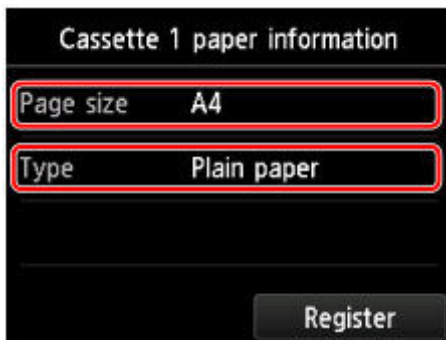 Cassette 1 paper information
Page size A4
Type Plain paper
Register